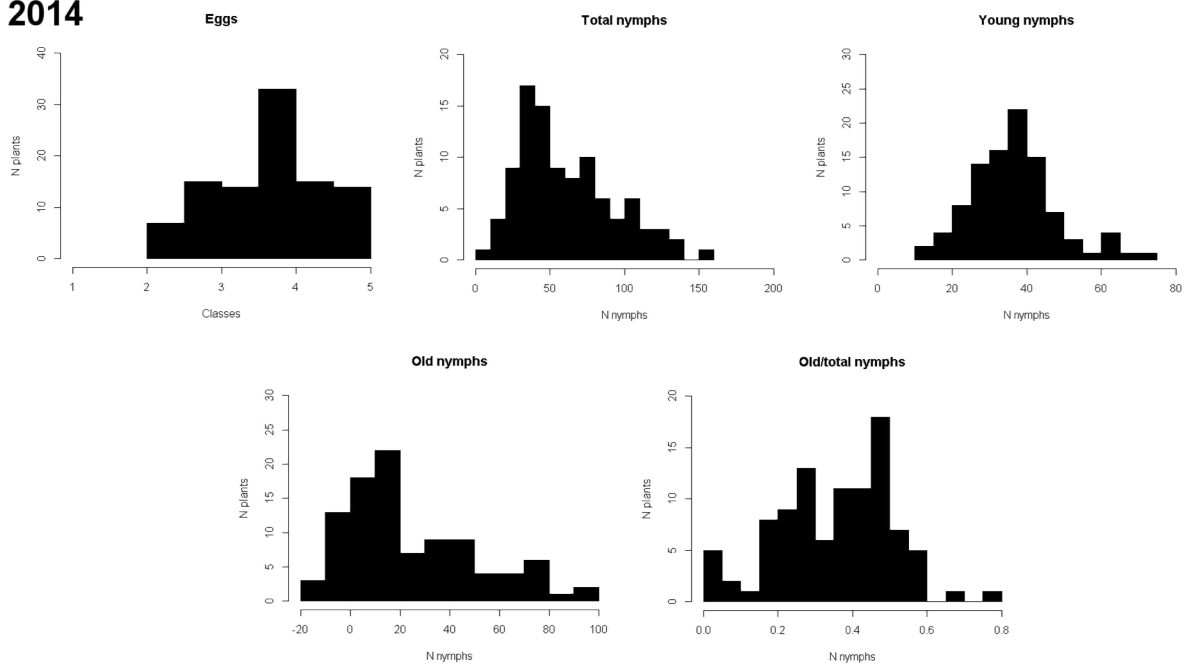 2014
Eggs
N plants
0 10 20 30 40
1 2 3 4 5
Classes
Total nymphs
N plants
0 5 10 15 20
0 50 100 150 200
N nymphs
Young nymphs
N plants
0 5 10 15 20 25 30
0 20 40 60 80
N nymphs
Old nymphs
N plants
0 5 10 15 20 25 30
-20 0 20 40 60 80 100
N nymphs
Old/total nymphs
N plants
0 5 10 15 20
0.0 0.2 0.4 0.6 0.8
N nymphs